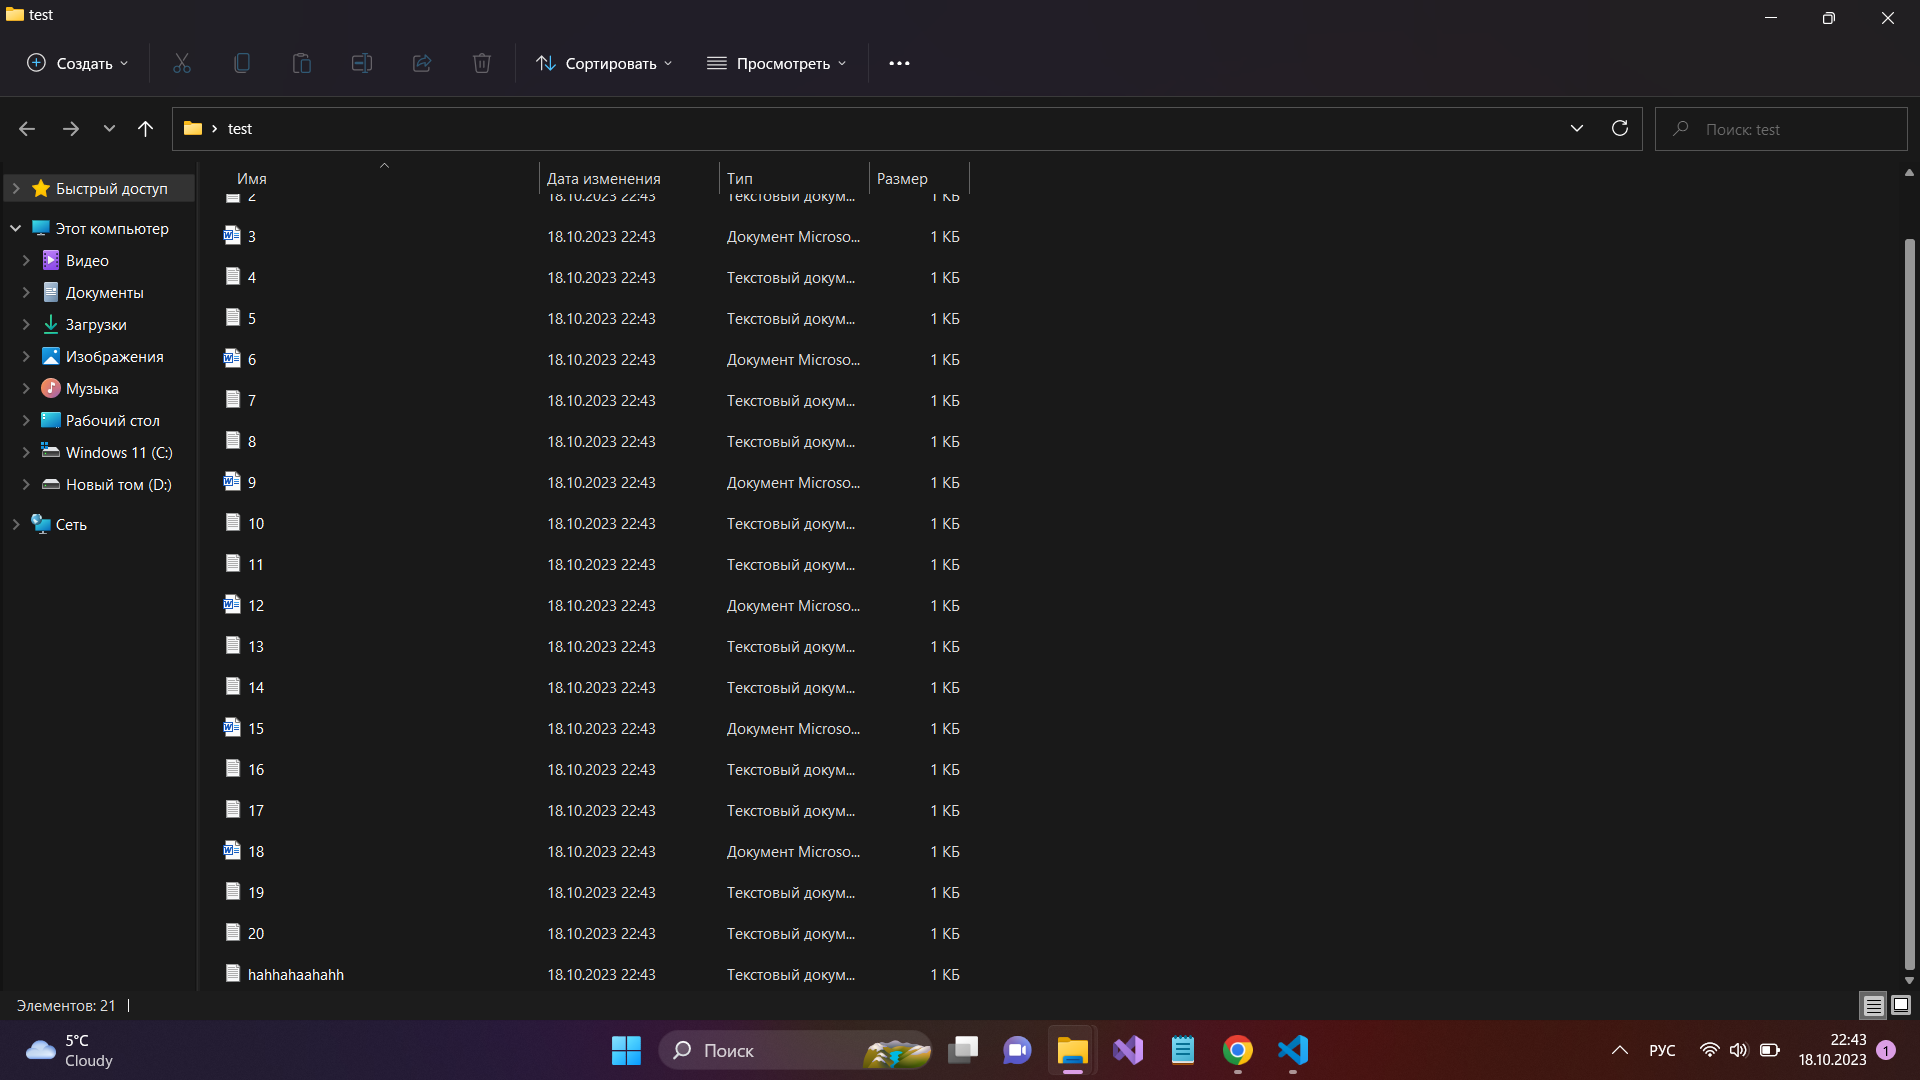 test
Создать
Сортировать
Просмотреть
test
Поиск: test
Имя Дата изменения Тип Размер
2 18.10.2023 22:43 Текстовый докум... 1 КБ
3 18.10.2023 22:43 Документ Microso... 1 КБ
4 18.10.2023 22:43 Текстовый докум... 1 КБ
5 18.10.2023 22:43 Текстовый докум... 1 КБ
6 18.10.2023 22:43 Документ Microso... 1 КБ
7 18.10.2023 22:43 Текстовый докум... 1 КБ
8 18.10.2023 22:43 Текстовый докум... 1 КБ
9 18.10.2023 22:43 Документ Microso... 1 КБ
10 18.10.2023 22:43 Текстовый докум... 1 КБ
11 18.10.2023 22:43 Текстовый докум... 1 КБ
12 18.10.2023 22:43 Документ Microso... 1 КБ
13 18.10.2023 22:43 Текстовый докум... 1 КБ
14 18.10.2023 22:43 Текстовый докум... 1 КБ
15 18.10.2023 22:43 Документ Microso... 1 КБ
16 18.10.2023 22:43 Текстовый докум... 1 КБ
17 18.10.2023 22:43 Текстовый докум... 1 КБ
18 18.10.2023 22:43 Документ Microso... 1 КБ
19 18.10.2023 22:43 Текстовый докум... 1 КБ
20 18.10.2023 22:43 Текстовый докум... 1 КБ
hahhahaahahh 18.10.2023 22:43 Текстовый докум... 1 КБ
Быстрый доступ
Этот компьютер
Видео
Документы
Загрузки
Изображения
Музыка
Рабочий стол
Windows 11 (C:)
Новый том (D:)
Сеть
Элементов: 21
5°C
Cloudy
Поиск
РУС
22:43
18.10.2023
1